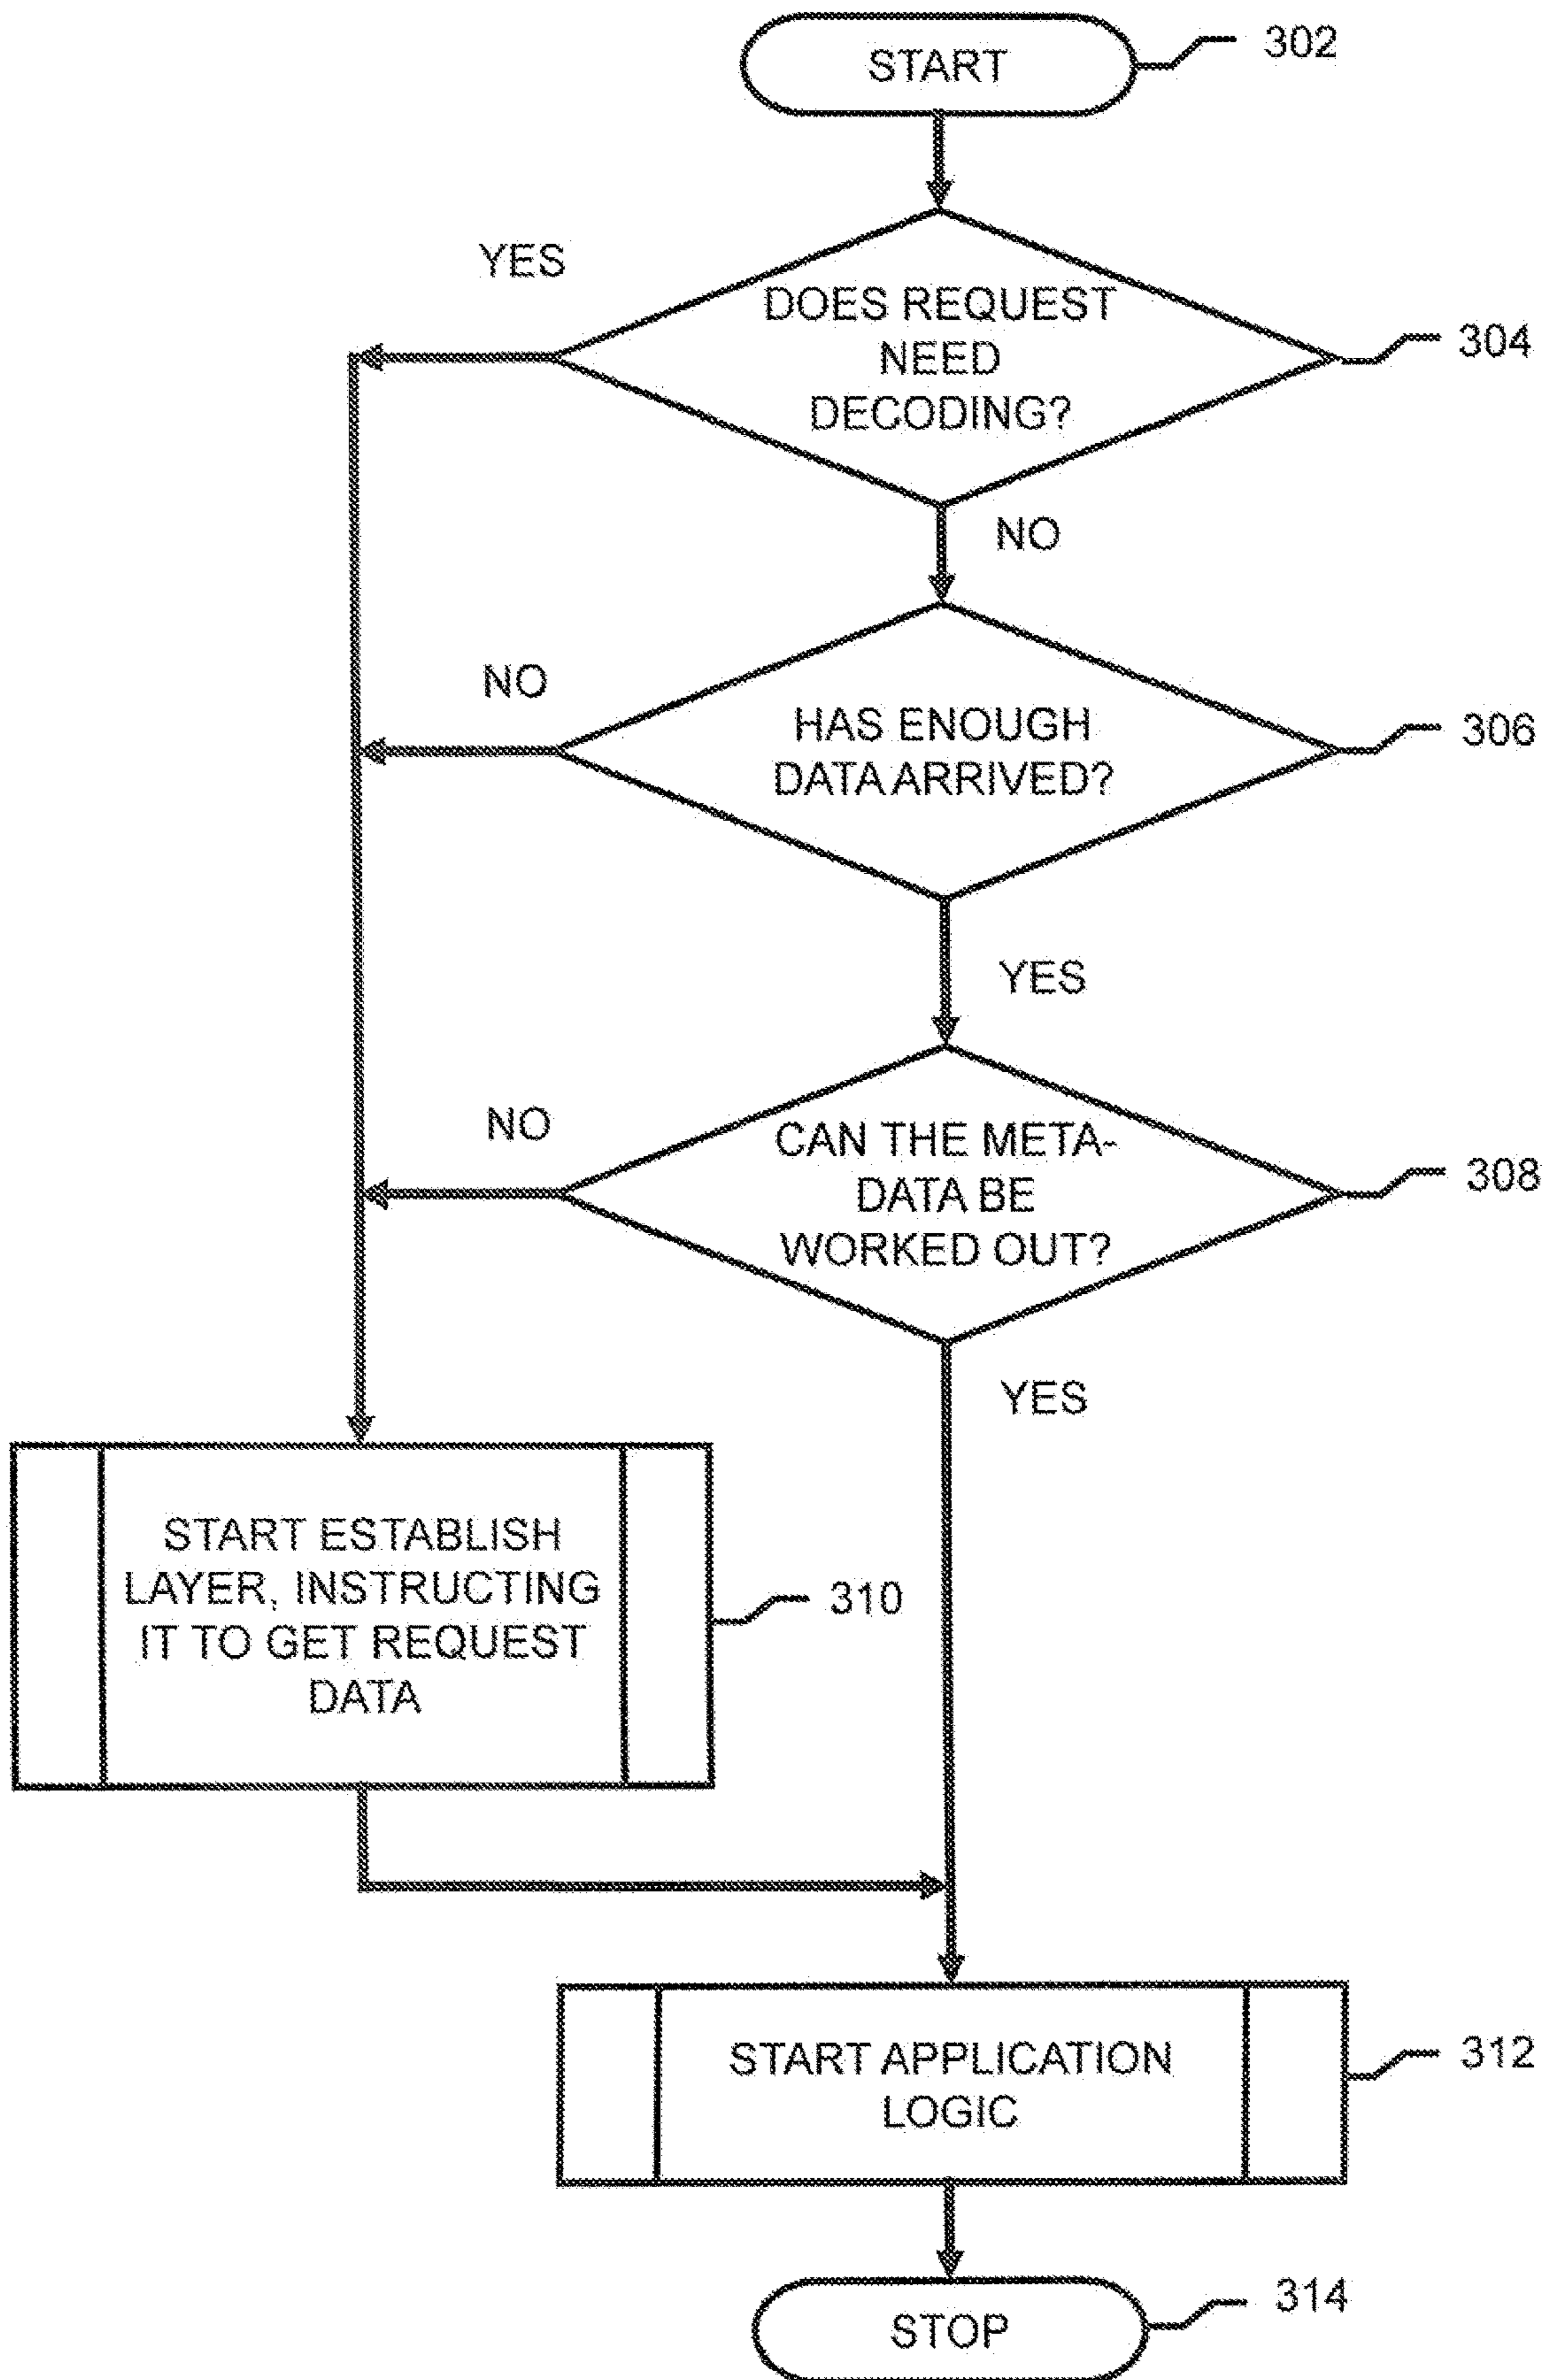 START
302
YES
DOES REQUEST
NEED
DECODING?
304
NO
NO
HAS ENOUGH
DATA ARRIVED?
306
YES
NO
CAN THE META-
DATA BE
WORKED OUT?
308
YES
START ESTABLISH
LAYER, INSTRUCTING
IT TO GET REQUEST
DATA
310
START APPLICATION
LOGIC
312
STOP
314